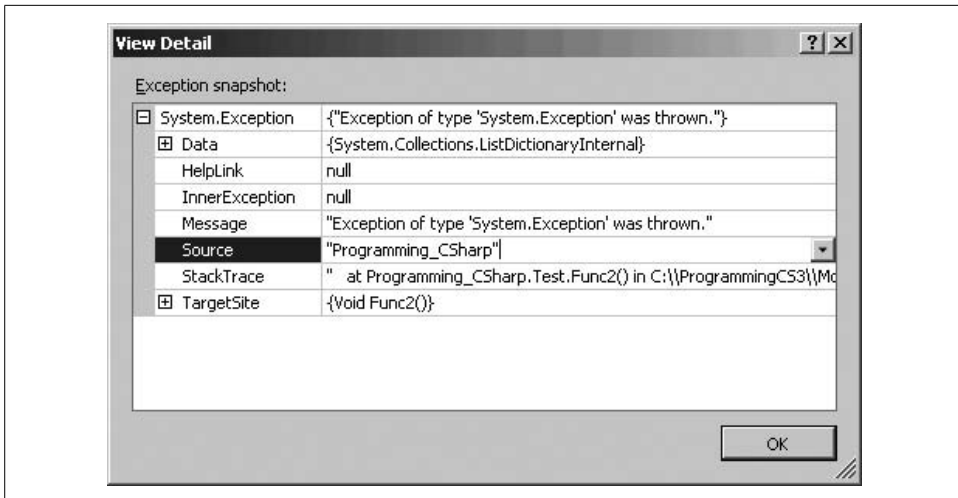 View Detail
Exception snapshot:
System.Exception {"Exception of type 'System.Exception' was thrown."}
Data {System.Collections.ListDictionaryInternal}
HelpLink null
InnerException null
Message "Exception of type 'System.Exception' was thrown."
Source "Programming_CSharp"
StackTrace " at Programming_CSharp.Test.Func2() in C:\\ProgrammingCS3\\Mo
TargetSite {Void Func2()}
OK